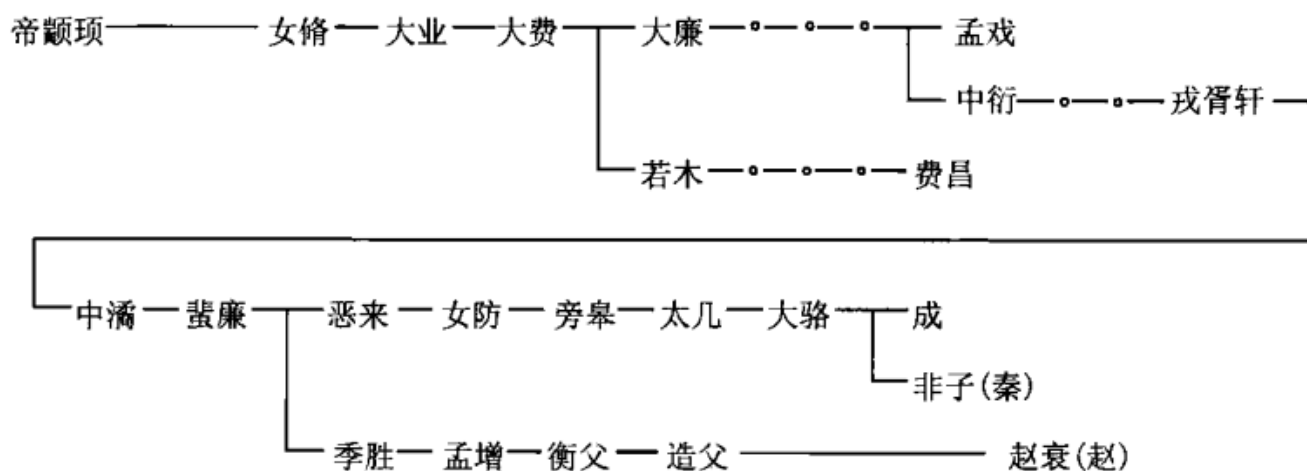 帝颛顼 女脩 大业 大费 大廉 孟戏
中衍 戎胥轩
若木 费昌
中潏 蜚廉 恶来 女防 旁皋 太几 大骆 成
非子(秦)
季胜 孟增 衡父 造父 赵衰(赵)